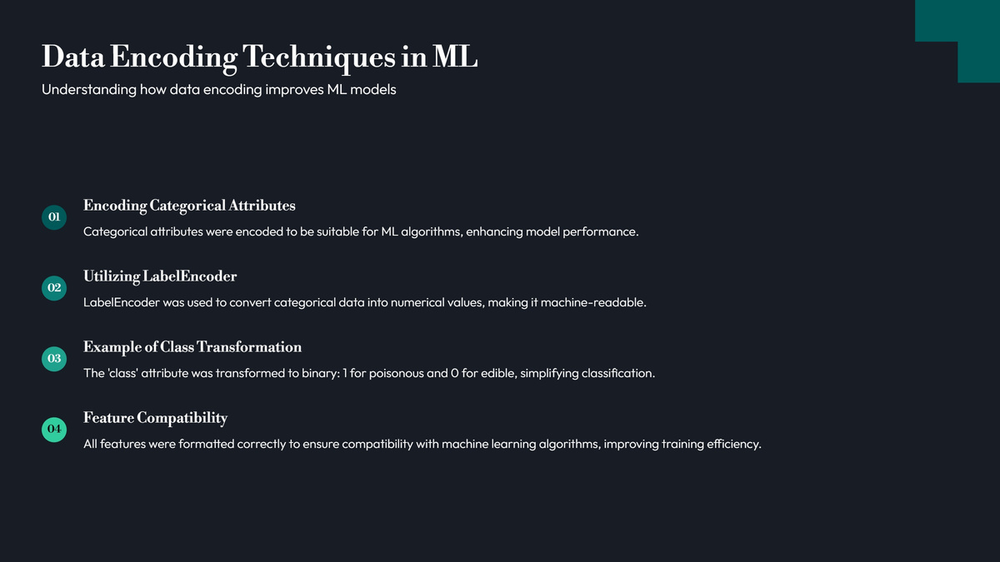 Data Encoding Techniques in ML
Understanding how data encoding improves ML models
01
Encoding Categorical Attributes
Categorical attributes were encoded to be suitable for ML algorithms, enhancing model performance.
02
Utilizing LabelEncoder
LabelEncoder was used to convert categorical data into numerical values, making it machine-readable.
03
Example of Class Transformation
The 'class' attribute was transformed to binary: 1 for poisonous and 0 for edible, simplifying classification.
04
Feature Compatibility
All features were formatted correctly to ensure compatibility with machine learning algorithms, improving training efficiency.